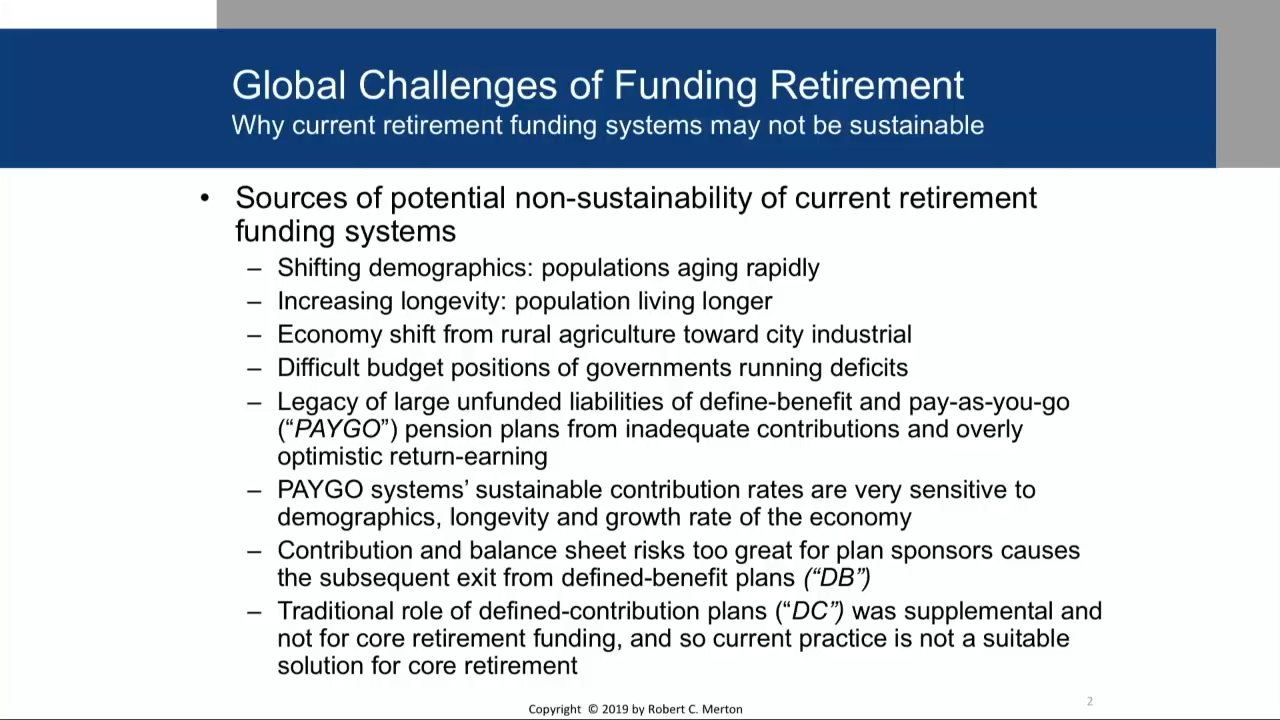 Global Challenges of Funding Retirement
Why current retirement funding systems may not be sustainable
• Sources of potential non-sustainability of current retirement
funding systems
– Shifting demographics: populations aging rapidly
– Increasing longevity: population living longer
– Economy shift from rural agriculture toward city industrial
– Difficult budget positions of governments running deficits
– Legacy of large unfunded liabilities of define-benefit and pay-as-you-go
(“PAYGO”) pension plans from inadequate contributions and overly
optimistic return-earning
– PAYGO systems’ sustainable contribution rates are very sensitive to
demographics, longevity and growth rate of the economy
– Contribution and balance sheet risks too great for plan sponsors causes
the subsequent exit from defined-benefit plans (“DB”)
– Traditional role of defined-contribution plans (“DC”) was supplemental and
not for core retirement funding, and so current practice is not a suitable
solution for core retirement
Copyright © 2019 by Robert C. Merton
2